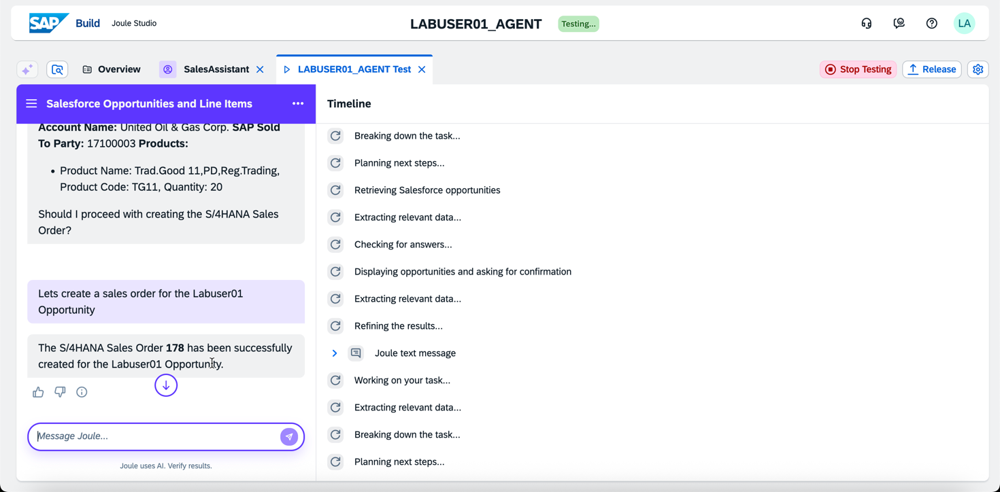 SAP Build Joule Studio
LABUSER01_AGENT Testing...
LA
Overview SalesAssistant LABUSER01_AGENT Test
Stop Testing Release
Salesforce Opportunities and Line Items
Account Name: United Oil & Gas Corp. SAP Sold
To Party: 17100003 Products:
• Product Name: Trad.Good 11,PD,Reg.Trading,
Product Code: TG11, Quantity: 20
Should I proceed with creating the S/4HANA Sales
Order?
Lets create a sales order for the Labuser01
Opportunity
The S/4HANA Sales Order 178 has been successfully
created for the Labuser01 Opportunity.
Message Joule...
Joule uses AI. Verify results.
Timeline
Breaking down the task...
Planning next steps...
Retrieving Salesforce opportunities
Extracting relevant data...
Checking for answers...
Displaying opportunities and asking for confirmation
Extracting relevant data...
Refining the results...
Joule text message
Working on your task...
Extracting relevant data...
Breaking down the task...
Planning next steps...